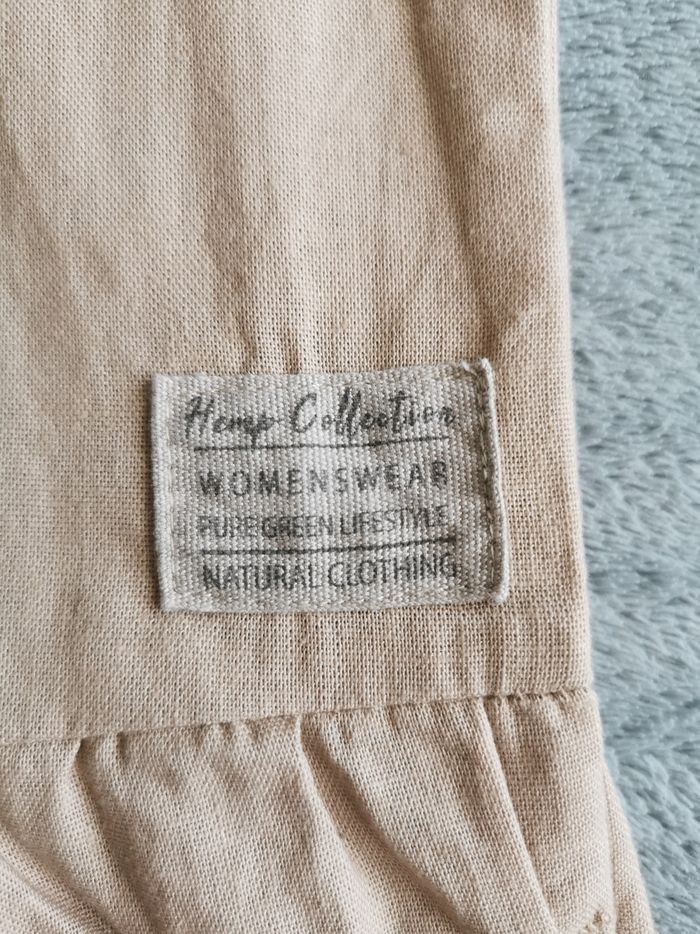 Hemp Collection
WOMENSWEAR
PURE GREEN LIFESTYLE
NATURAL CLOTHING